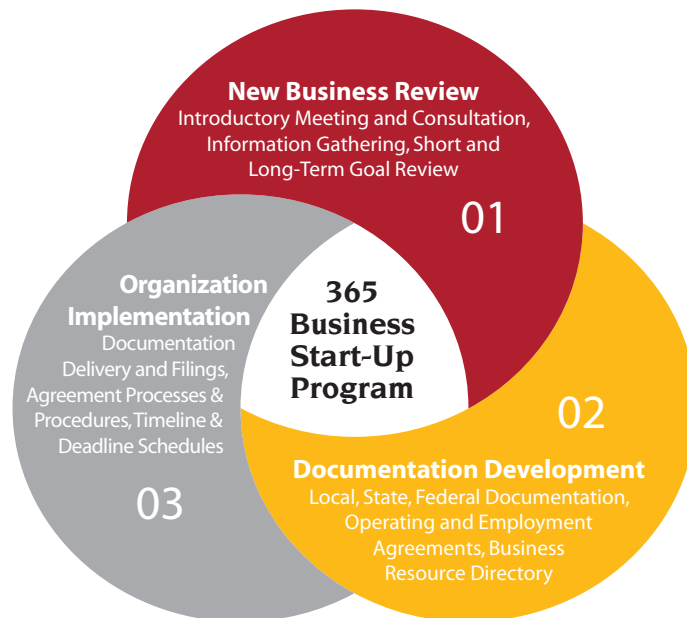 New Business Review
Introductory Meeting and Consultation,
Information Gathering, Short and
Long-Term Goal Review
01
365
Business
Start-Up
Program
02
Documentation Development
Local, State, Federal Documentation,
Operating and Employment
Agreements, Business
Resource Directory
Organization
Implementation
Documentation
Delivery and Filings,
Agreement Processes &
Procedures, Timeline &
Deadline Schedules
03